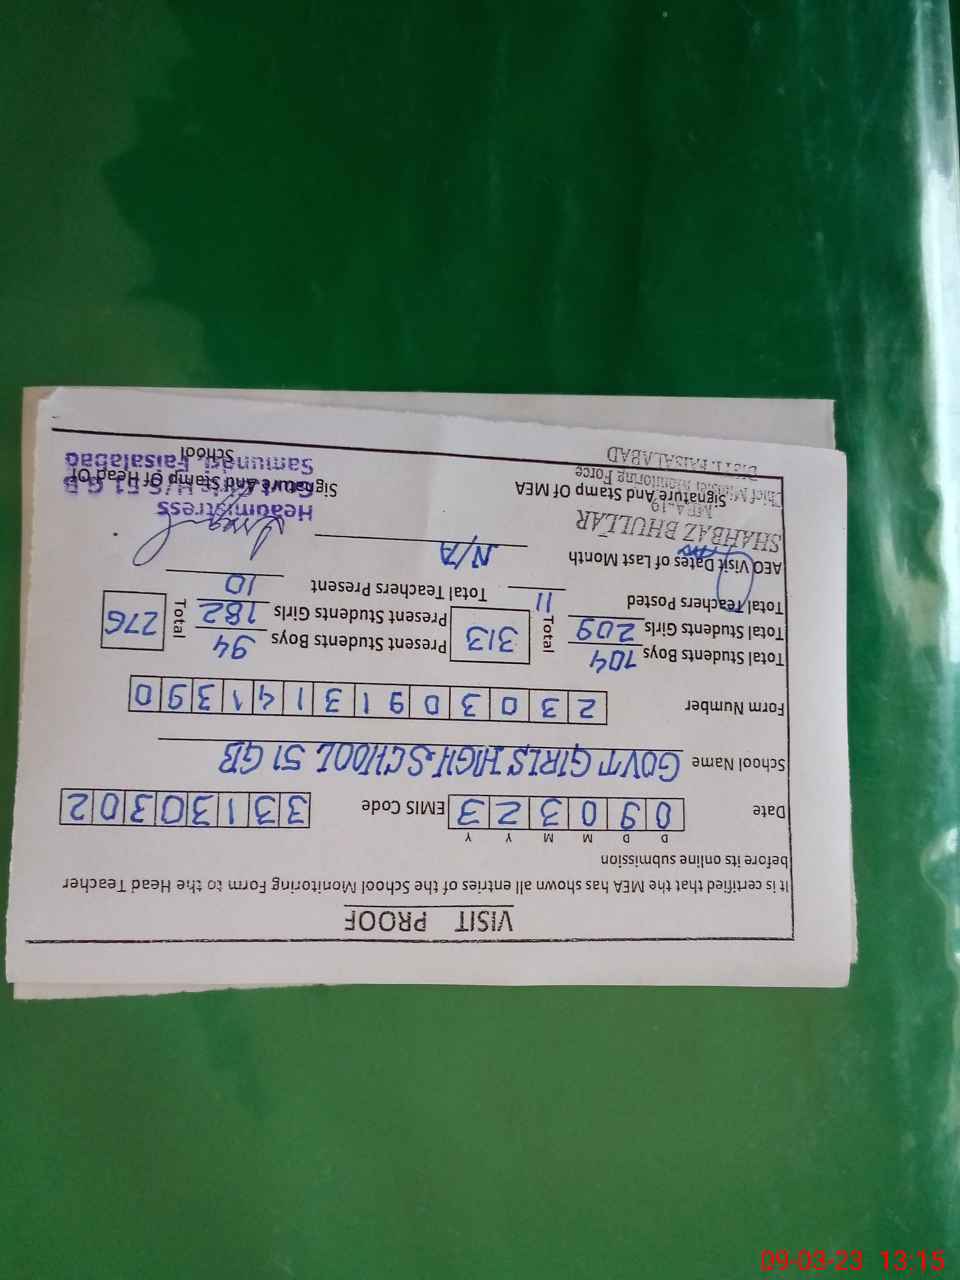 VISIT PROOF
It is certified that the MEA has shown all entries of the School Monitoring Form to the Head Teacher
before its online submission
D D M M Y Y
Date 0 9 0 3 2 3 EMIS Code 3 3 1 3 0 3 0 2
School Name GOVT GIRLS HIGH SCHOOL 51 GB
Form Number 2 3 0 3 0 9 1 3 1 4 1 3 9 0
Total Students Boys 104 Total 313 Present Students Boys 94 Total 276
Total Students Girls 209 Present Students Girls 182
Total Teachers Posted 11 Total Teachers Present 10
AEO Visit Dates of Last Month N/A
SHAHBAZ BHULLAR
MEA-19
Signature And Stamp Of MEA
Chief Minister Monitoring Force
Distt. FAISALABAD
Headmistress
Signature And Stamp Of Head Of
School
Govt. Girls H/S 51 G.B
Samundri, Faisalabad
09-03-23 13:15